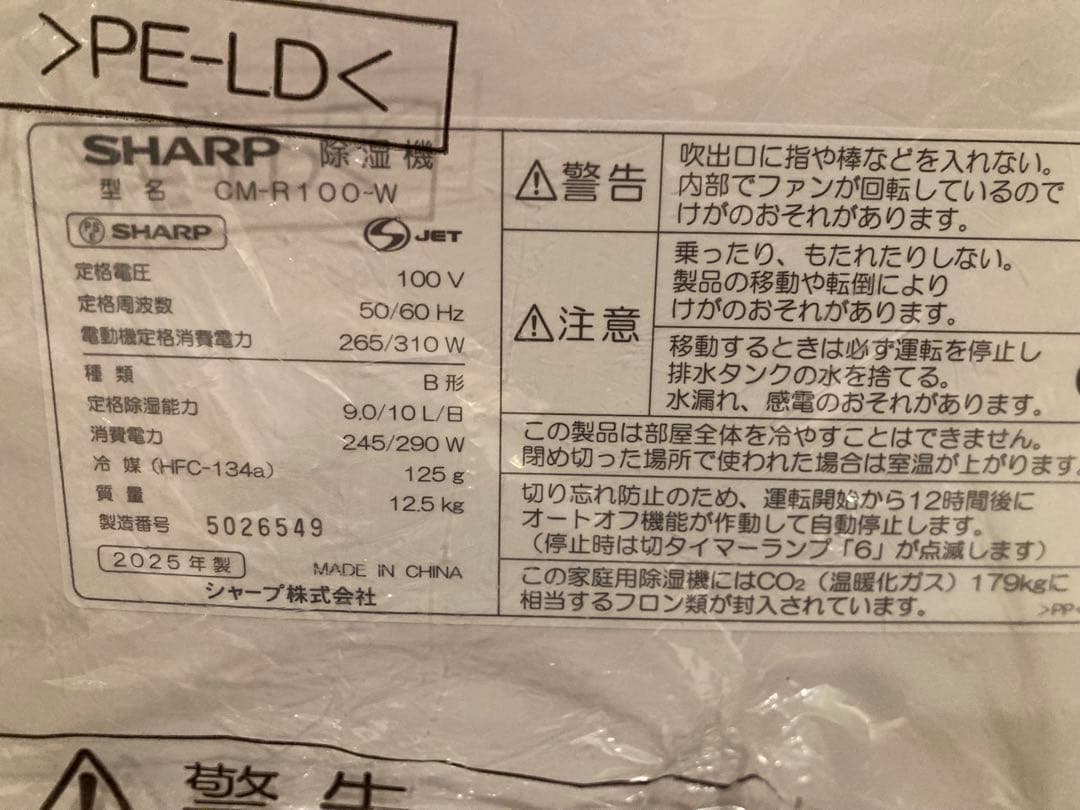 >PE-LD<
SHARP 除湿機
型名 CM-R100-W
PSE SHARP S JET
定格電圧 100 V
定格周波数 50/60 Hz
電動機定格消費電力 265/310 W
種類 B形
定格除湿能力 9.0/10 L/日
消費電力 245/290 W
冷媒(HFC-134a) 125 g
質量 12.5 kg
製造番号 5026549
2025年製 MADE IN CHINA
シャープ株式会社
警告
吹出口に指や棒などを入れない。
内部でファンが回転しているので
けがのおそれがあります。
注意
乗ったり、もたれたりしない。
製品の移動や転倒により
けがのおそれがあります。
移動するときは必ず運転を停止し
排水タンクの水を捨てる。
水漏れ、感電のおそれがあります。
この製品は部屋全体を冷やすことはできません。
閉め切った場所で使われた場合は室温が上がります。
切り忘れ防止のため、運転開始から12時間後に
オートオフ機能が作動して自動停止します。
(停止時は切タイマーランプ「6」が点滅します)
この家庭用除湿機にはCO₂(温暖化ガス)179kgに
相当するフロン類が封入されています。
>PP
警告